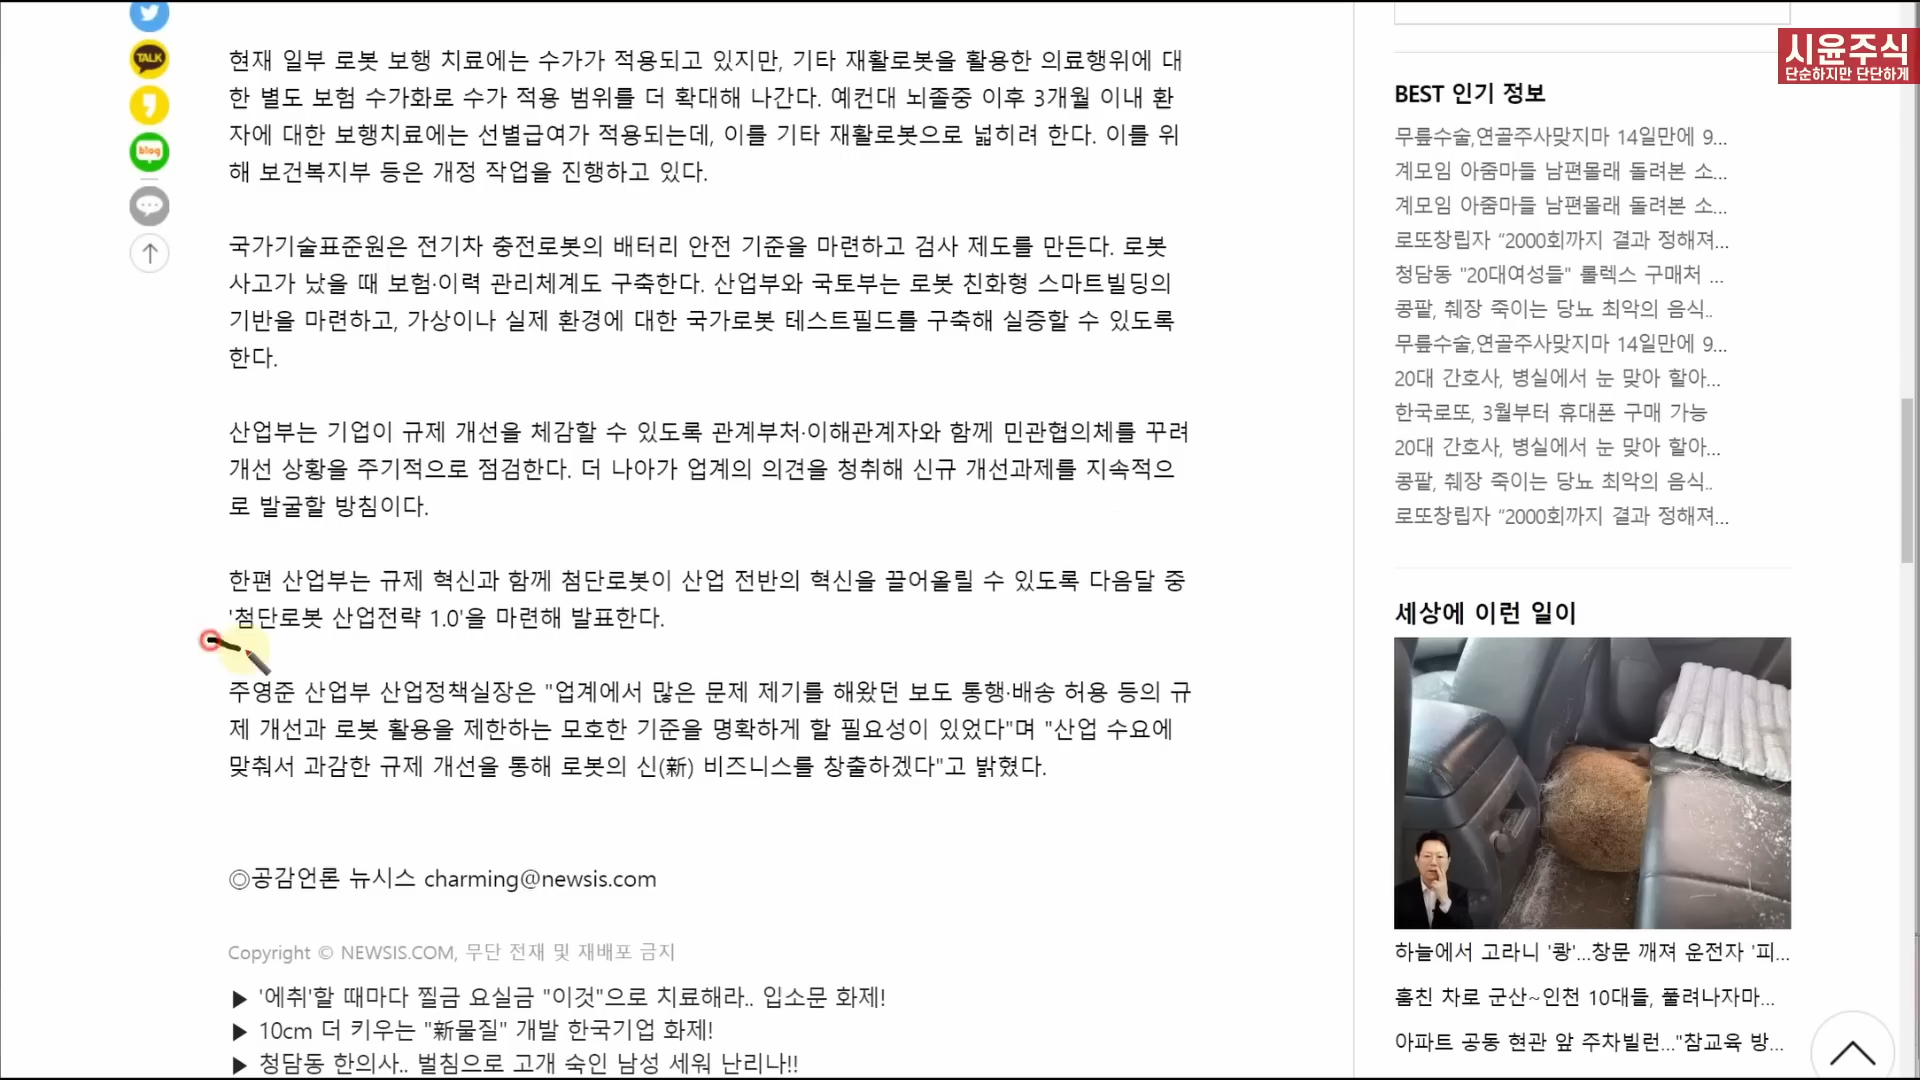 현재 일부 로봇 보행 치료에는 수가가 적용되고 있지만, 기타 재활로봇을 활용한 의료행위에 대
한 별도 보험 수가화로 수가 적용 범위를 더 확대해 나간다. 예컨대 뇌졸중 이후 3개월 이내 환
자에 대한 보행치료에는 선별급여가 적용되는데, 이를 기타 재활로봇으로 넓히려 한다. 이를 위
해 보건복지부 등은 개정 작업을 진행하고 있다.
국가기술표준원은 전기차 충전로봇의 배터리 안전 기준을 마련하고 검사 제도를 만든다. 로봇
사고가 났을 때 보험·이력 관리체계도 구축한다. 산업부와 국토부는 로봇 친화형 스마트빌딩의
기반을 마련하고, 가상이나 실제 환경에 대한 국가로봇 테스트필드를 구축해 실증할 수 있도록
한다.
산업부는 기업이 규제 개선을 체감할 수 있도록 관계부처·이해관계자와 함께 민관협의체를 꾸려
개선 상황을 주기적으로 점검한다. 더 나아가 업계의 의견을 청취해 신규 개선과제를 지속적으
로 발굴할 방침이다.
한편 산업부는 규제 혁신과 함께 첨단로봇이 산업 전반의 혁신을 끌어올릴 수 있도록 다음달 중
'첨단로봇 산업전략 1.0'을 마련해 발표한다.
주영준 산업부 산업정책실장은 "업계에서 많은 문제 제기를 해왔던 보도 통행·배송 허용 등의 규
제 개선과 로봇 활용을 제한하는 모호한 기준을 명확하게 할 필요성이 있었다"며 "산업 수요에
맞춰서 과감한 규제 개선을 통해 로봇의 신(新) 비즈니스를 창출하겠다"고 밝혔다.
◎공감언론 뉴시스 charming@newsis.com
Copyright © NEWSIS.COM, 무단 전재 및 재배포 금지
▶ '에취'할 때마다 찔금 요실금 "이것"으로 치료해라.. 입소문 화제!
▶ 10cm 더 키우는 "新물질" 개발 한국기업 화제!
▶ 청담동 한의사.. 벌침으로 고개 숙인 남성 세워 난리나!!
TALK
blog
시윤주식
단순하지만 단단하게
BEST 인기 정보
무릎수술,연골주사맞지마 14일만에 9...
계모임 아줌마들 남편몰래 돌려본 소...
계모임 아줌마들 남편몰래 돌려본 소...
로또창립자 “2000회까지 결과 정해져...
청담동 "20대여성들" 롤렉스 구매처 ...
콩팥, 췌장 죽이는 당뇨 최악의 음식..
무릎수술,연골주사맞지마 14일만에 9...
20대 간호사, 병실에서 눈 맞아 할아...
한국로또, 3월부터 휴대폰 구매 가능
20대 간호사, 병실에서 눈 맞아 할아...
콩팥, 췌장 죽이는 당뇨 최악의 음식..
로또창립자 “2000회까지 결과 정해져...
세상에 이런 일이
하늘에서 고라니 '쾅'…창문 깨져 운전자 '피...
훔친 차로 군산~인천 10대들, 풀려나자마...
아파트 공동 현관 앞 주차빌런…"참교육 방...